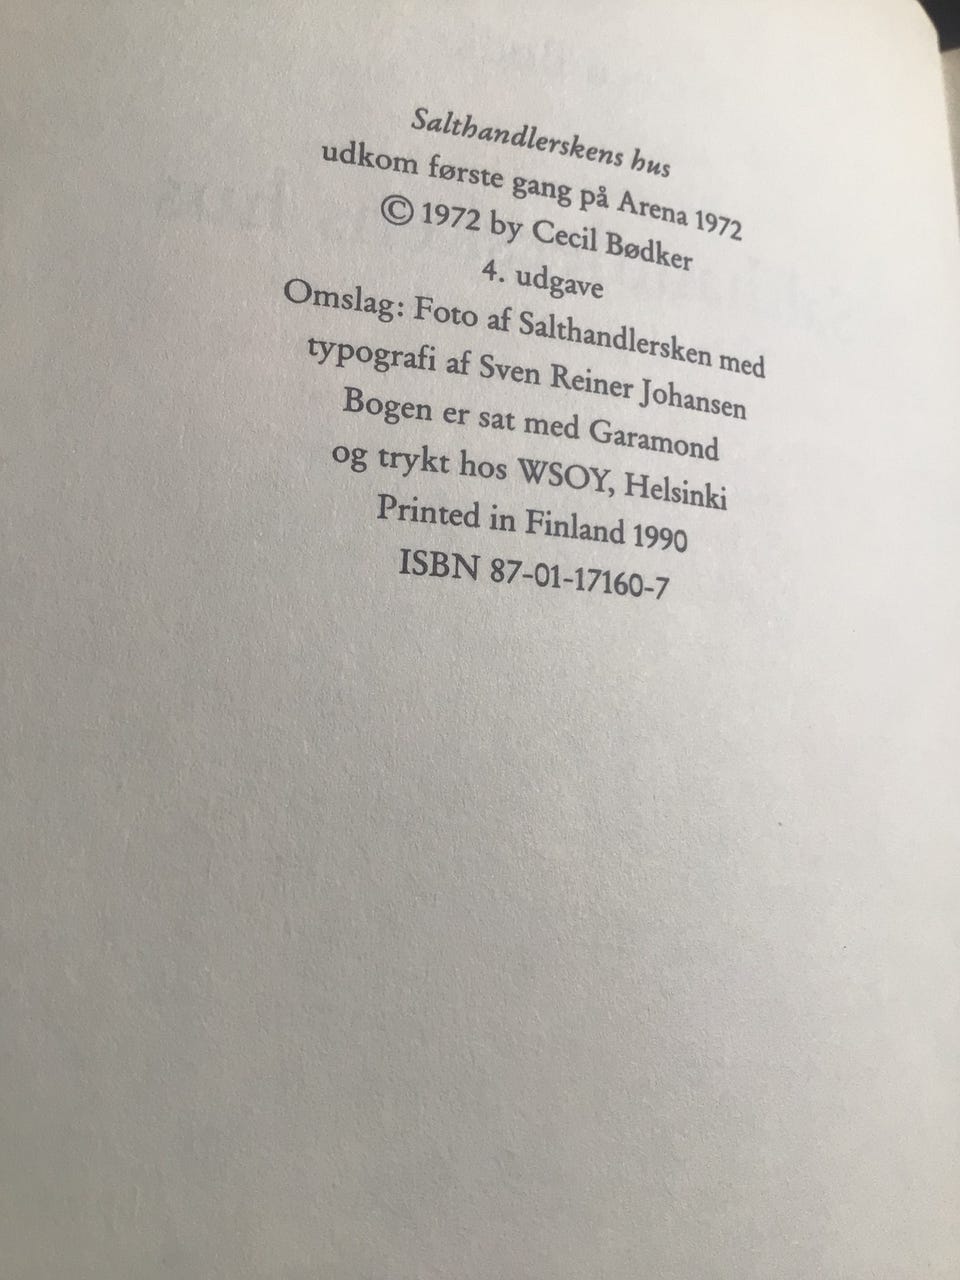 Salthandlerskens hus
udkom første gang på Arena 1972
© 1972 by Cecil Bødker
4. udgave
Omslag: Foto af Salthandlersken med
typografi af Sven Reiner Johansen
Bogen er sat med Garamond
og trykt hos WSOY, Helsinki
Printed in Finland 1990
ISBN 87-01-17160-7